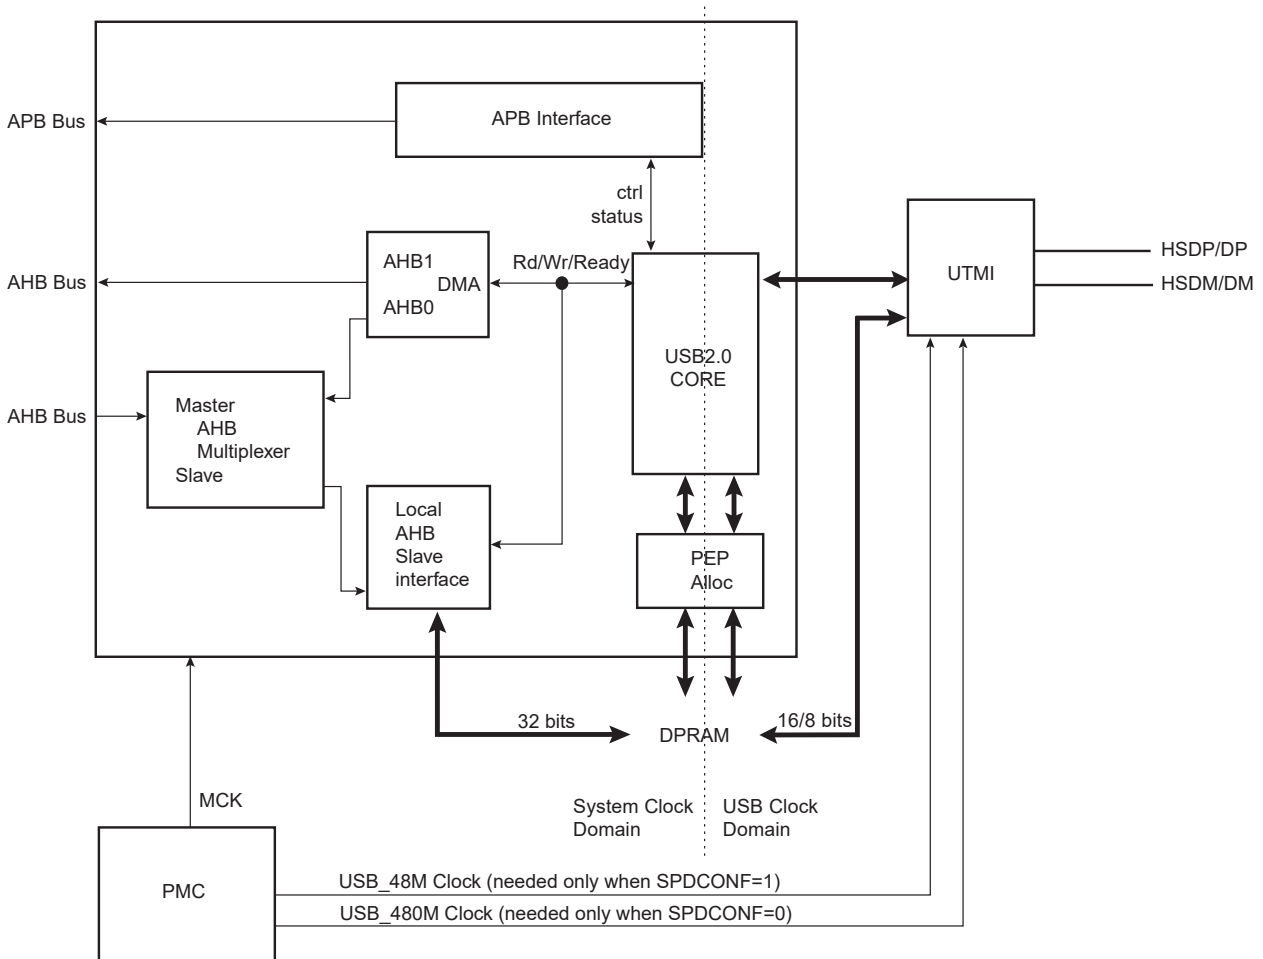 APB Bus
APB Interface
ctrl
status
HSDP/DP
HSDM/DM
UTMI
AHB Bus
AHB1
DMA
AHB0
Rd/Wr/Ready
USB2.0
CORE
AHB Bus
Master
AHB
Multiplexer
Slave
Local
AHB
Slave
interface
PEP
Alloc
32 bits
DPRAM
16/8 bits
MCK
System Clock
Domain
USB Clock
Domain
PMC
USB_48M Clock (needed only when SPDCONF=1)
USB_480M Clock (needed only when SPDCONF=0)